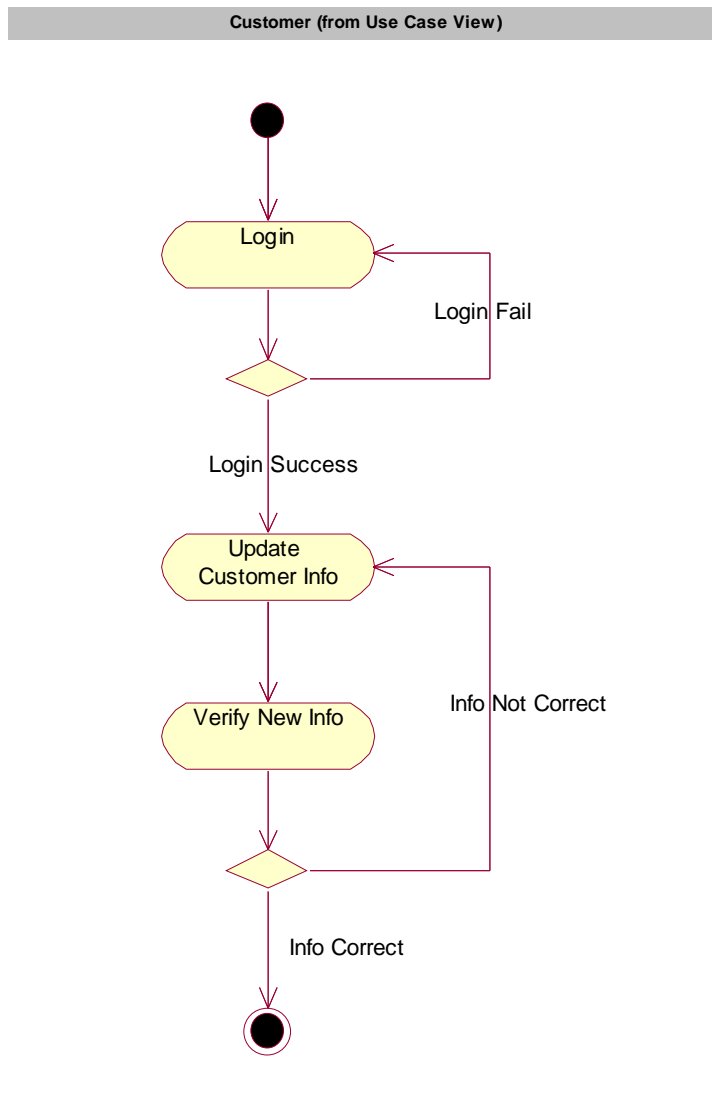 Customer (from Use Case View)
Login
Login Fail
Login Success
Update
Customer Info
Verify New Info
Info Not Correct
Info Correct